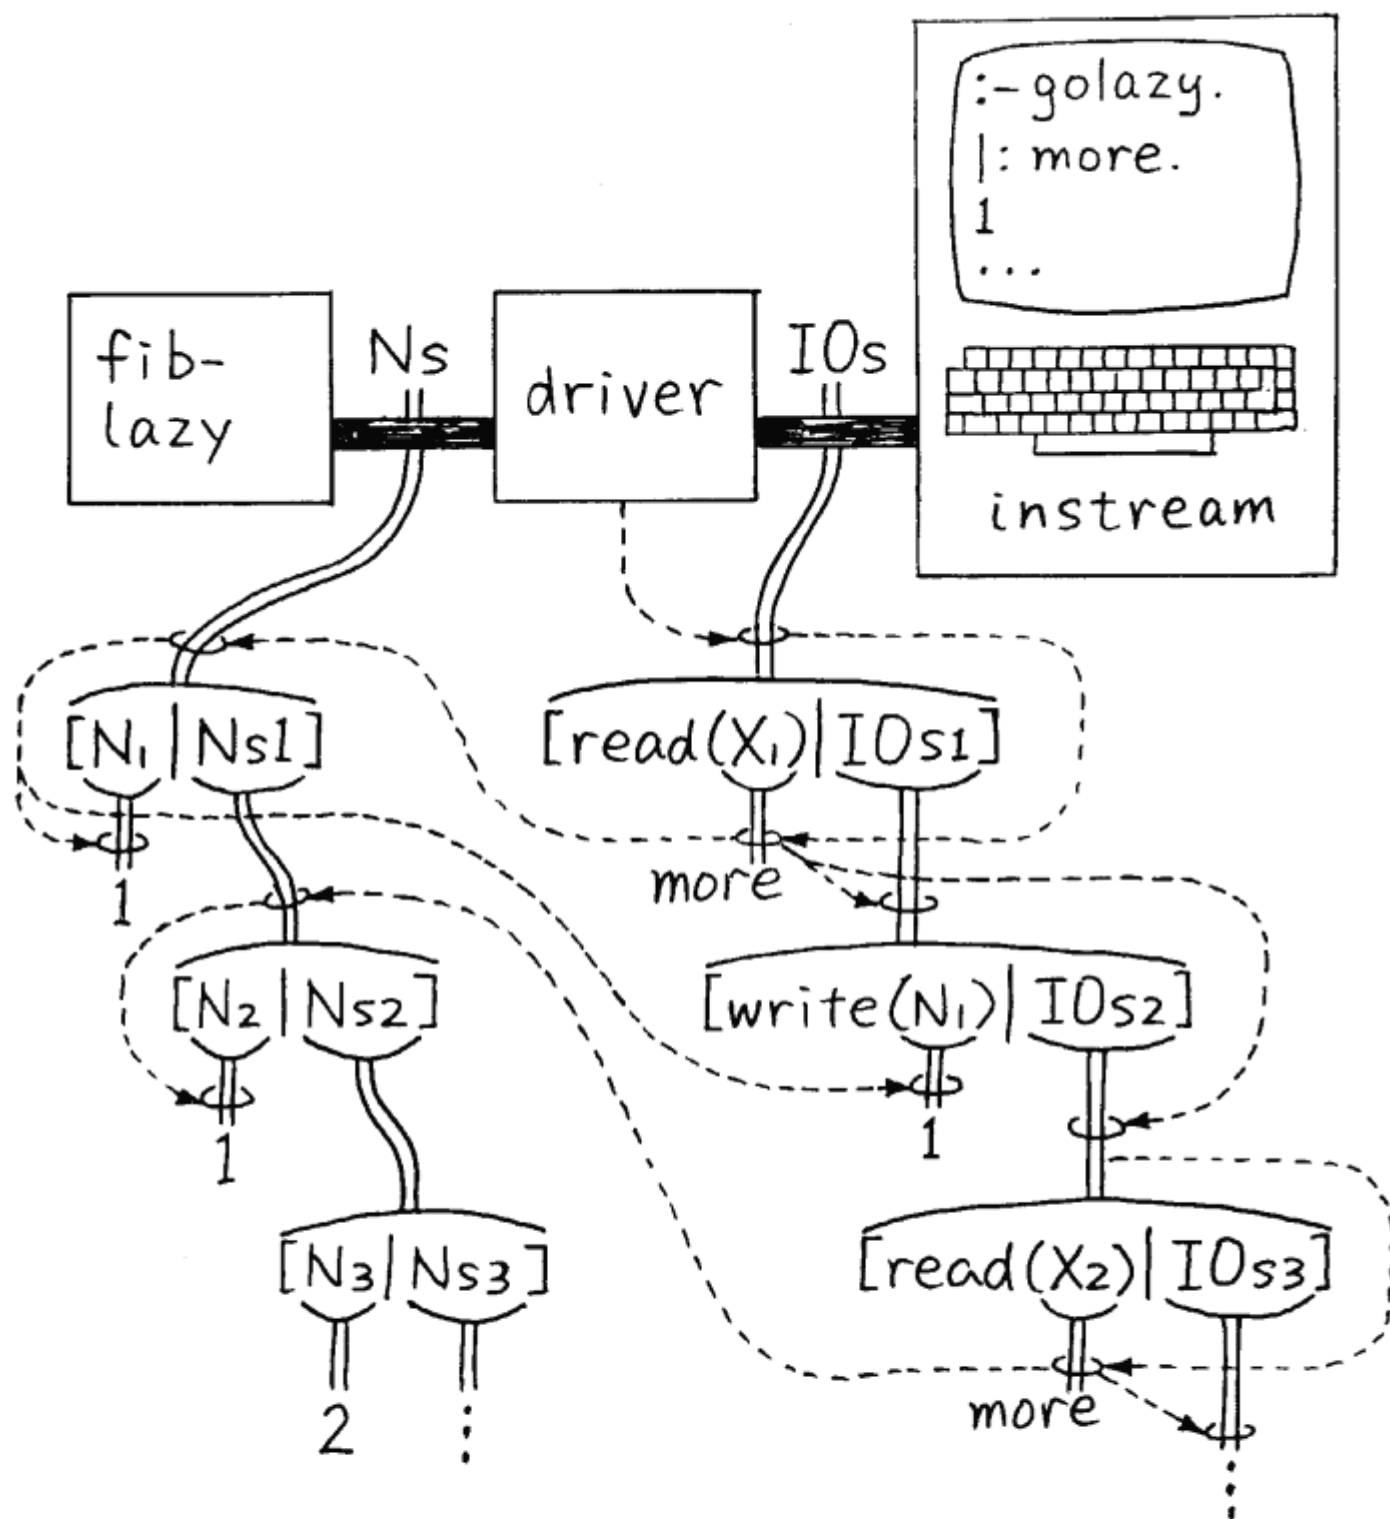 :- golazy.
|: more.
1
...
fib-
lazy
Ns
driver
IOs
instream
[N1|Ns1]
[read(X1)|IOs1]
1
more
[N2|Ns2]
[write(N1)|IOs2]
1
1
[N3|Ns3]
[read(X2)|IOs3]
2
more